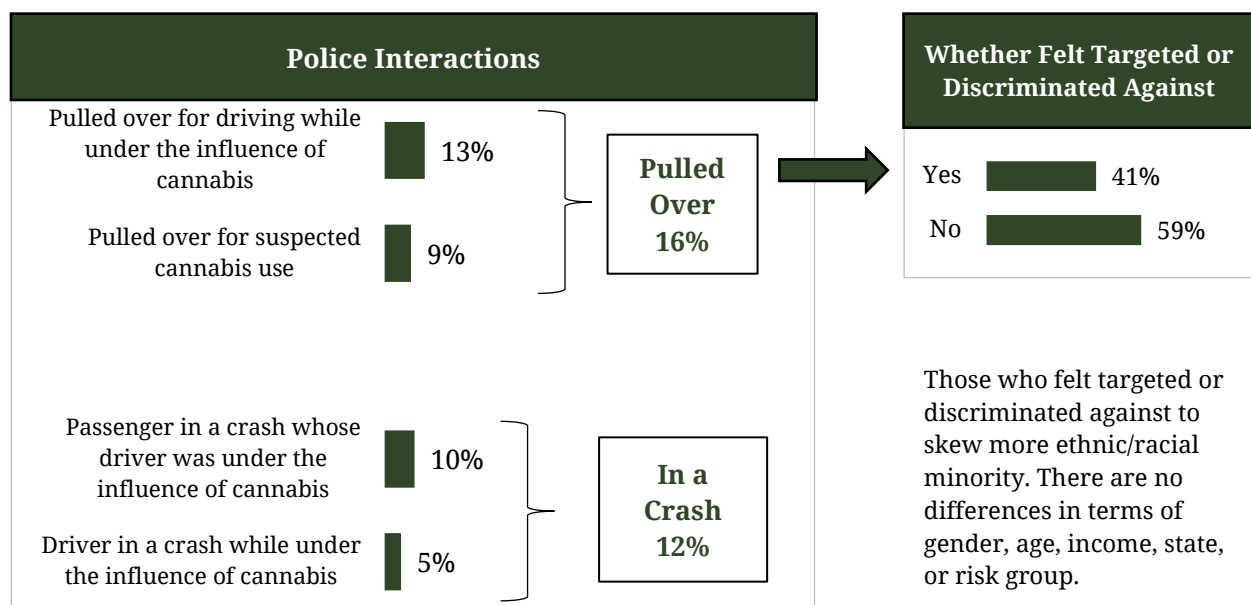 Police Interactions
Pulled over for driving while
under the influence of
cannabis
13%
Pulled over for suspected
cannabis use
9%
Pulled
Over
16%
Passenger in a crash whose
driver was under the
influence of cannabis
10%
Driver in a crash while under
the influence of cannabis
5%
In a
Crash
12%
Whether Felt Targeted or
Discriminated Against
Yes
41%
No
59%
Those who felt targeted or
discriminated against to
skew more ethnic/racial
minority. There are no
differences in terms of
gender, age, income, state,
or risk group.